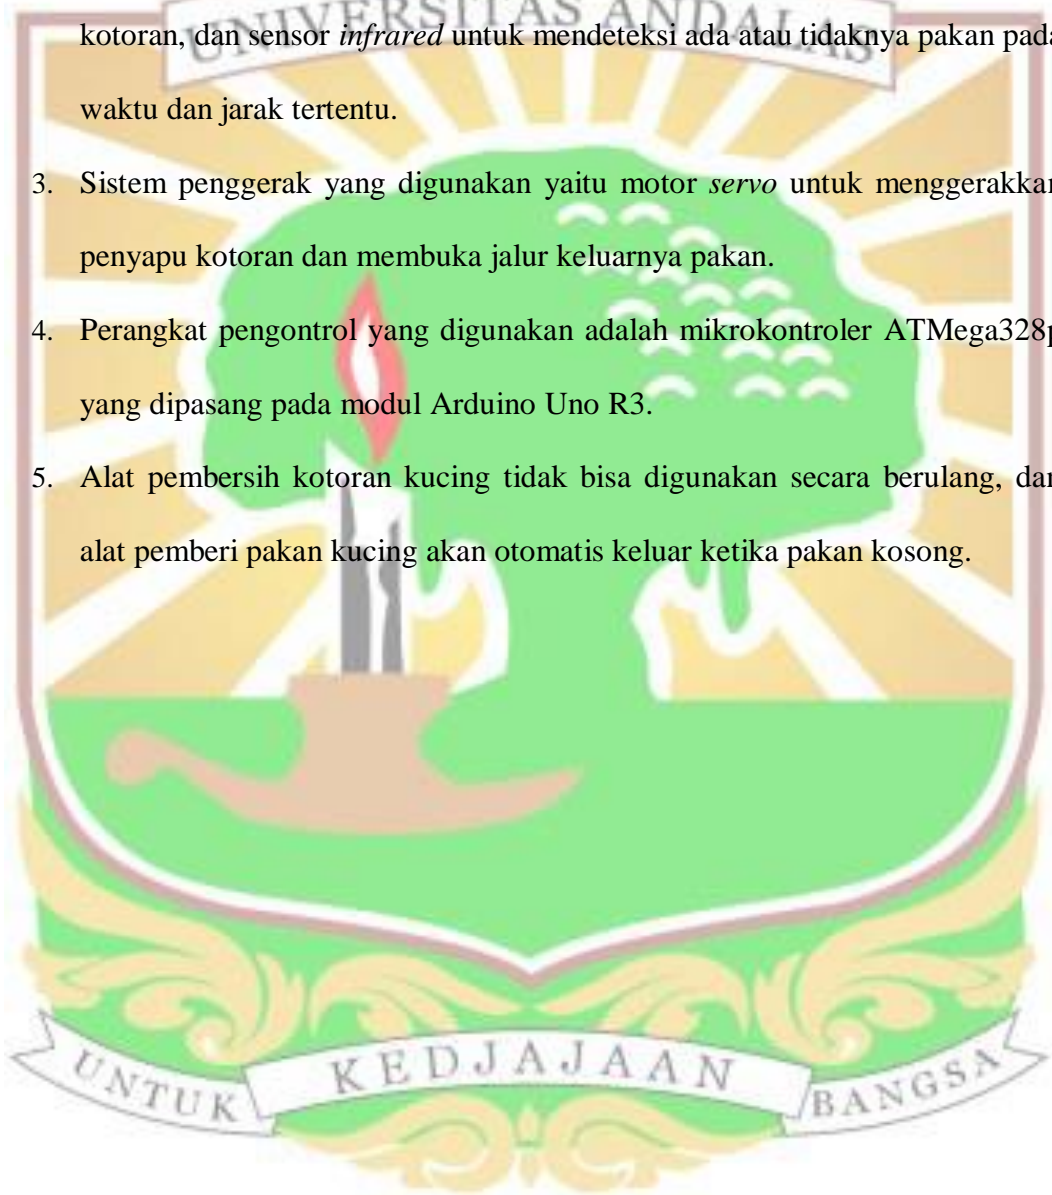 UNIVERSITAS ANDALAS
kotoran, dan sensor infrared untuk mendeteksi ada atau tidaknya pakan pada
waktu dan jarak tertentu.
3. Sistem penggerak yang digunakan yaitu motor servo untuk menggerakkan
penyapu kotoran dan membuka jalur keluarnya pakan.
4. Perangkat pengontrol yang digunakan adalah mikrokontroler ATMega328p
yang dipasang pada modul Arduino Uno R3.
5. Alat pembersih kotoran kucing tidak bisa digunakan secara berulang, dan
alat pemberi pakan kucing akan otomatis keluar ketika pakan kosong.
UNTUK KEDJAJAAN BANGSA